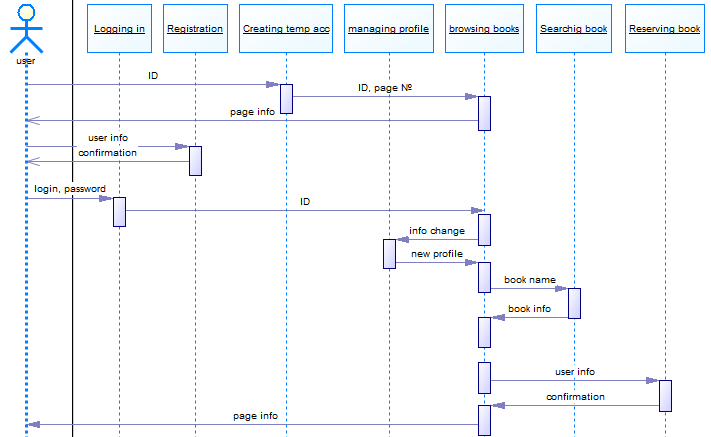 Logging in
Registration
Creating temp acc
managing profile
browsing books
Searchig book
Reserving book
user
ID
ID, page №
page info
user info
confirmation
login, password
ID
info change
new profile
book name
book info
user info
confirmation
page info